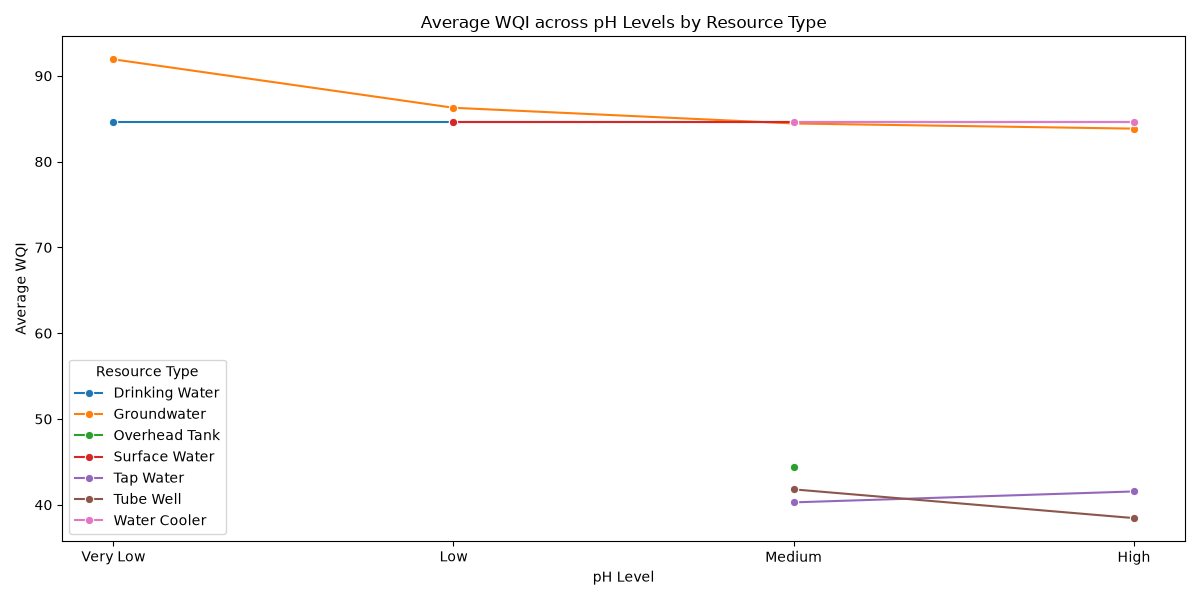 Average WQI across pH Levels by Resource Type
Average WQI
90
80
70
60
50
40
Resource Type
Drinking Water
Groundwater
Overhead Tank
Surface Water
Tap Water
Tube Well
Water Cooler
Very Low
Low
Medium
High
pH Level